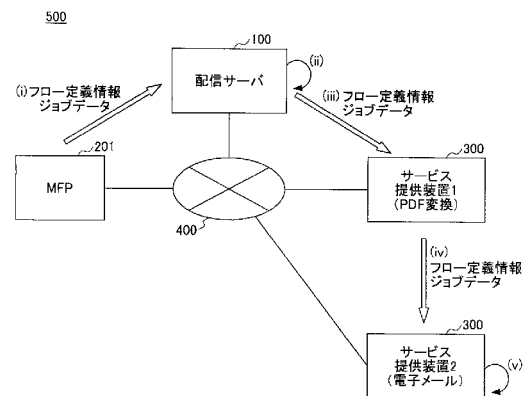 500
100
配信サーバ
(ii)
(i)フロー定義情報
ジョブデータ
(iii)フロー定義情報
ジョブデータ
201
MFP
400
300
サービス
提供装置1
(PDF変換)
(iv)
フロー定義情報
ジョブデータ
300
サービス
提供装置2
(電子メール)
(v)